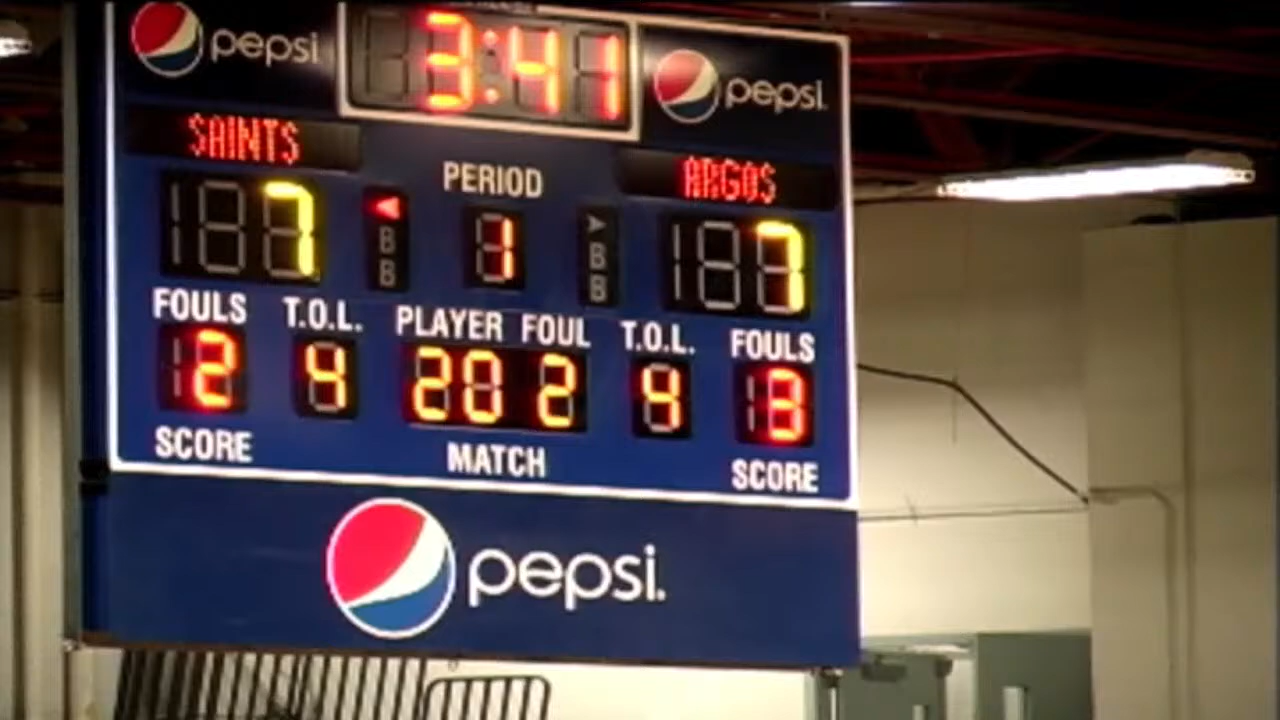 pepsi 3:41 pepsi
SAINTS ARGOS
PERIOD
7 1 7
B B
B B
FOULS T.O.L. PLAYER FOUL T.O.L. FOULS
2 4 20 2 4 3
SCORE MATCH SCORE
pepsi.